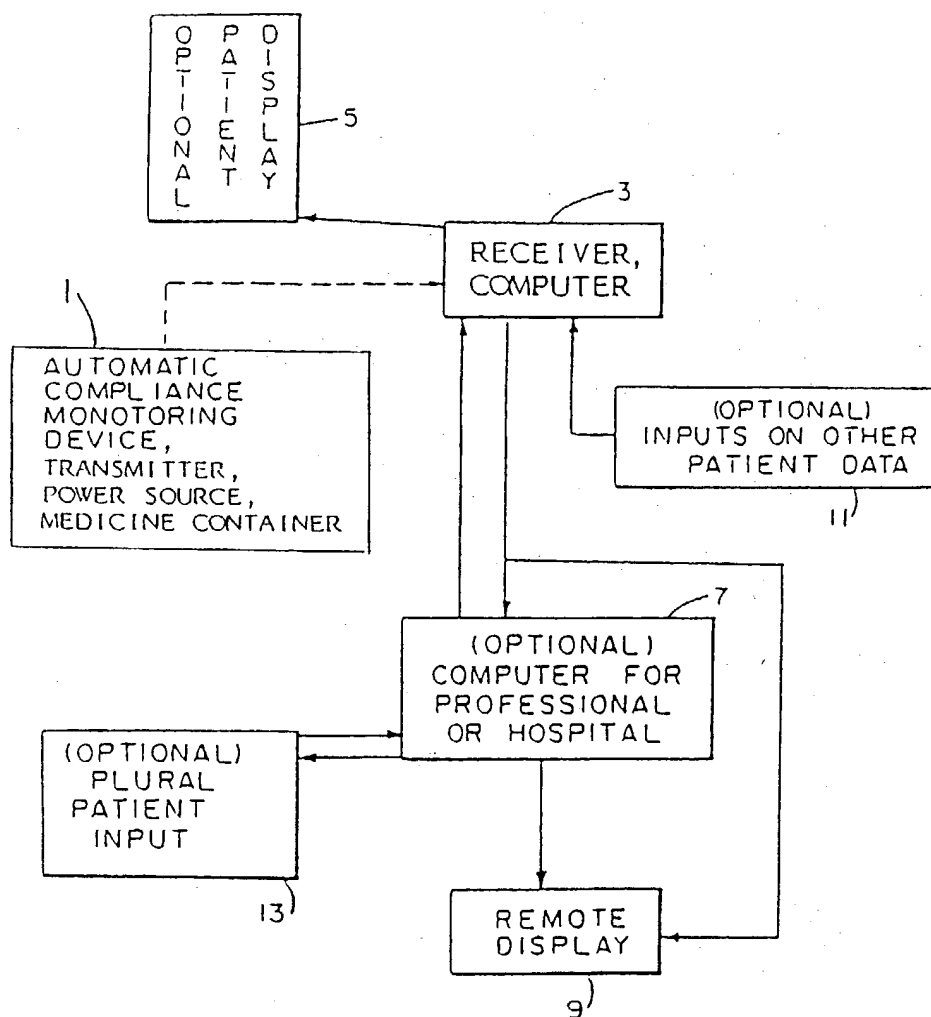 OPTIONAL
PATIENT
DISPLAY
5
3
RECEIVER,
COMPUTER
1
AUTOMATIC
COMPLIANCE
MONOTORING
DEVICE,
TRANSMITTER,
POWER SOURCE,
MEDICINE CONTAINER
(OPTIONAL)
INPUTS ON OTHER
PATIENT DATA
11
7
(OPTIONAL)
COMPUTER FOR
PROFESSIONAL
OR HOSPITAL
(OPTIONAL)
PLURAL
PATIENT
INPUT
13
REMOTE
DISPLAY
9